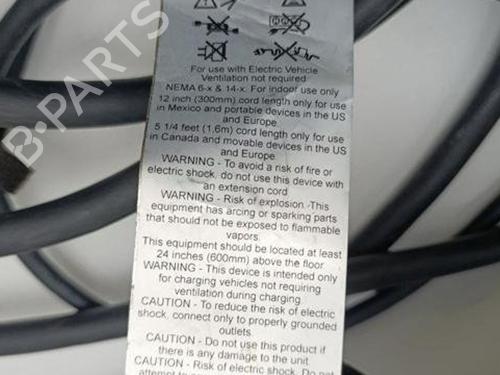 B-PARTS
For use with Electric Vehicle
Ventilation not required
NEMA 6-x & 14-x. For indoor use only
12 inch (300mm) cord length only for use
in Mexico and portable devices in the US
and Europe.
5 1/4 feet (1,6m) cord length only for use
in Canada and movable devices in the US
and Europe.
WARNING - To avoid a risk of fire or
electric shock, do not use this device with
an extension cord
WARNING - Risk of explosion -This
equipment has arcing or sparking parts
that should not be exposed to flammable
vapors.
This equipment should be located at least
24 inches (600mm) above the floor
WARNING - This device is intended only
for charging vehicles not requiring
ventilation during charging
CAUTION - To reduce the risk of electric
shock, connect only to properly grounded
outlets.
CAUTION - Do not use this product if
there is any damage to the unit.
CAUTION - Risk of electric shock. Do not